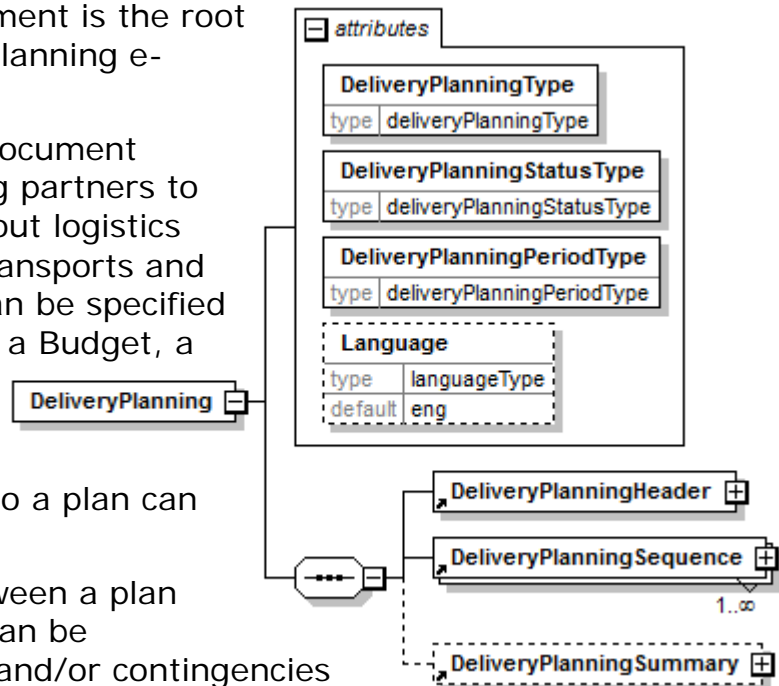 ment is the root
lanning e-
ocument
g partners to
out logistics
ransports and
an be specified
a Budget, a
o a plan can
ween a plan
an be
and/or contingencies
DeliveryPlanning
attributes
DeliveryPlanningType
type deliveryPlanningType
DeliveryPlanningStatusType
type deliveryPlanningStatusType
DeliveryPlanningPeriodType
type deliveryPlanningPeriodType
Language
type languageType
default eng
DeliveryPlanningHeader
DeliveryPlanningSequence
1..∞
DeliveryPlanningSummary